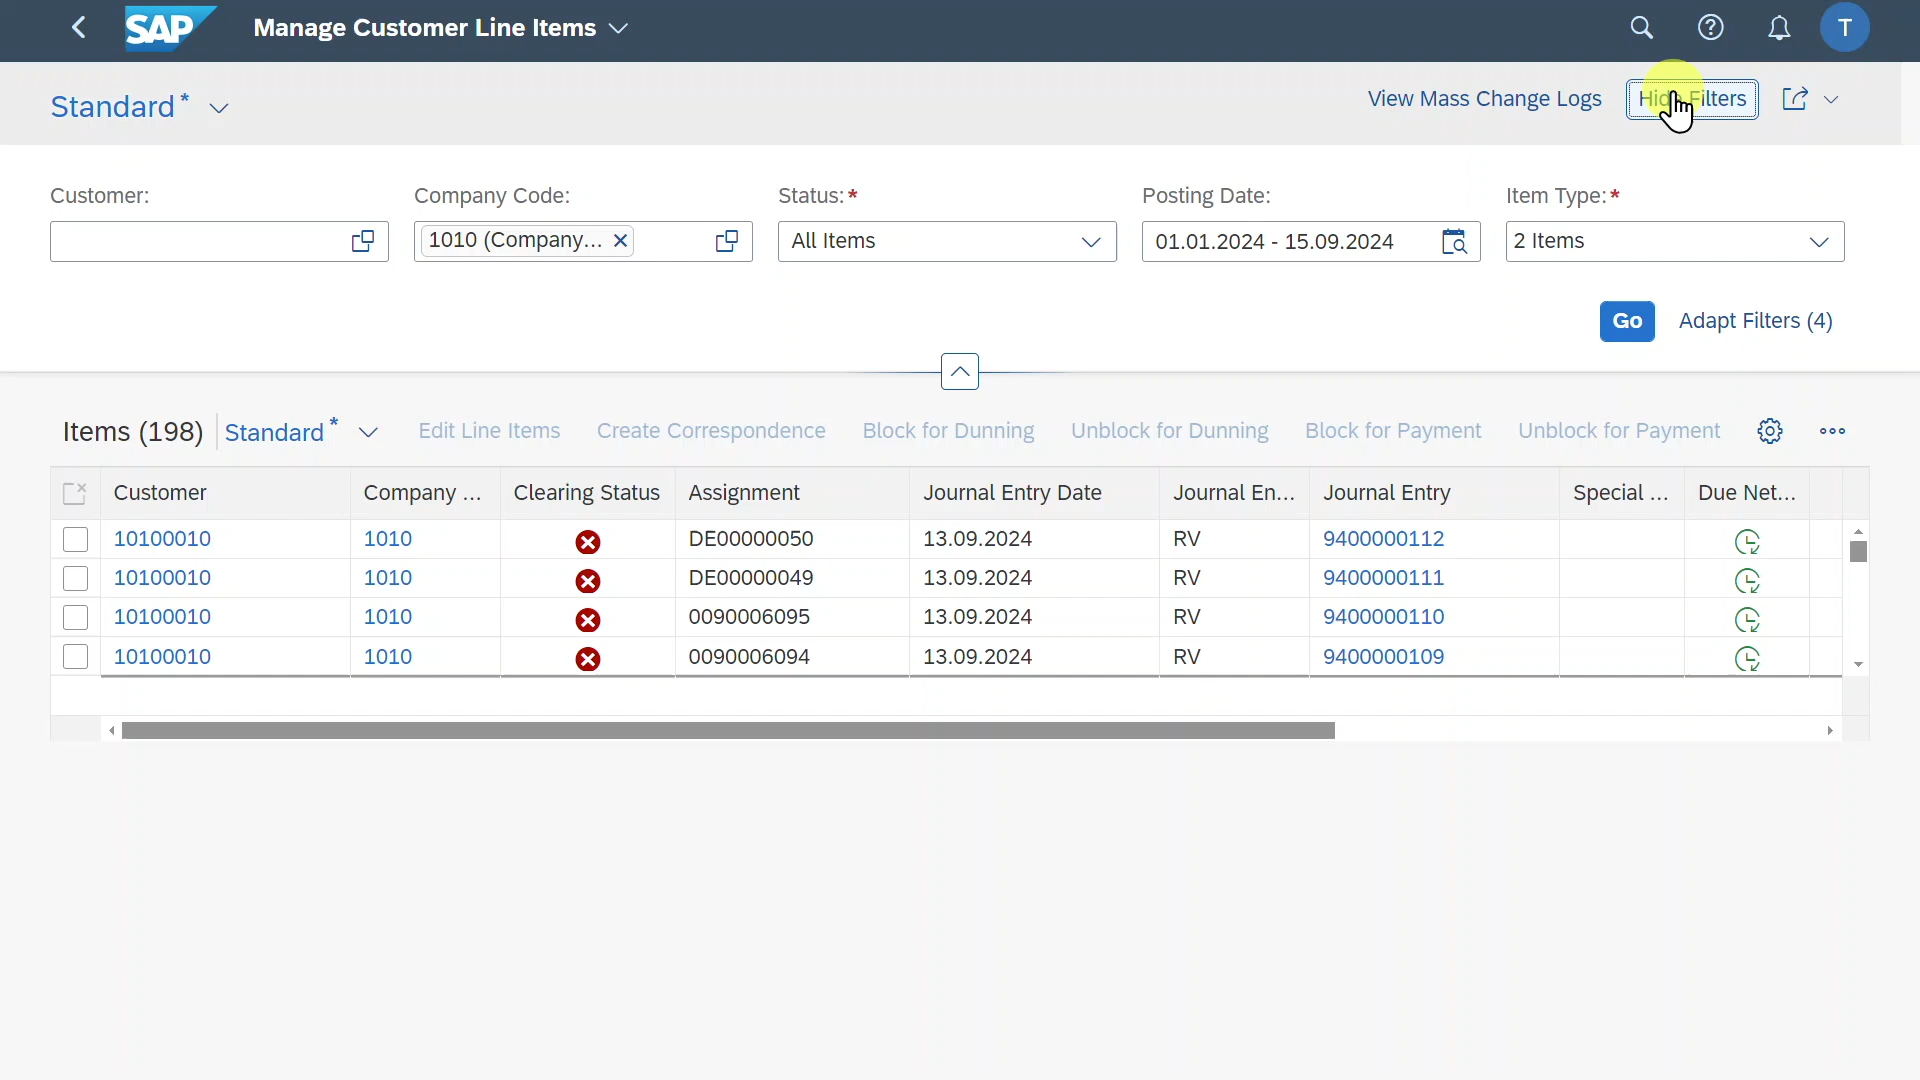 SAP Manage Customer Line Items T
Standard * View Mass Change Logs Hide Filters
Customer: Company Code: Status:* Posting Date: Item Type:*
1010 (Company... All Items 01.01.2024 - 15.09.2024 2 Items
Go Adapt Filters (4)
Items (198) Standard * Edit Line Items Create Correspondence Block for Dunning Unblock for Dunning Block for Payment Unblock for Payment
Customer Company ... Clearing Status Assignment Journal Entry Date Journal En... Journal Entry Special ... Due Net...
10100010 1010 DE00000050 13.09.2024 RV 9400000112
10100010 1010 DE00000049 13.09.2024 RV 9400000111
10100010 1010 0090006095 13.09.2024 RV 9400000110
10100010 1010 0090006094 13.09.2024 RV 9400000109